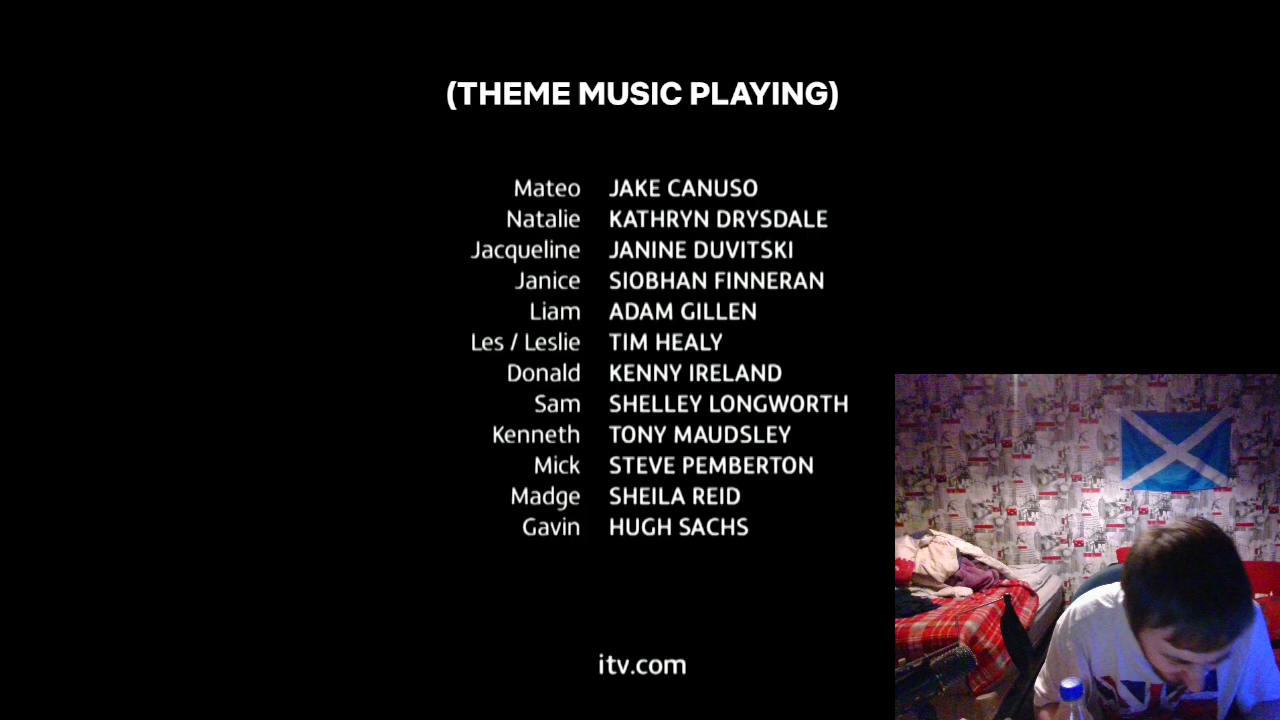 (THEME MUSIC PLAYING)
Mateo JAKE CANUSO
Natalie KATHRYN DRYSDALE
Jacqueline JANINE DUVITSKI
Janice SIOBHAN FINNERAN
Liam ADAM GILLEN
Les / Leslie TIM HEALY
Donald KENNY IRELAND
Sam SHELLEY LONGWORTH
Kenneth TONY MAUDSLEY
Mick STEVE PEMBERTON
Madge SHEILA REID
Gavin HUGH SACHS
itv.com